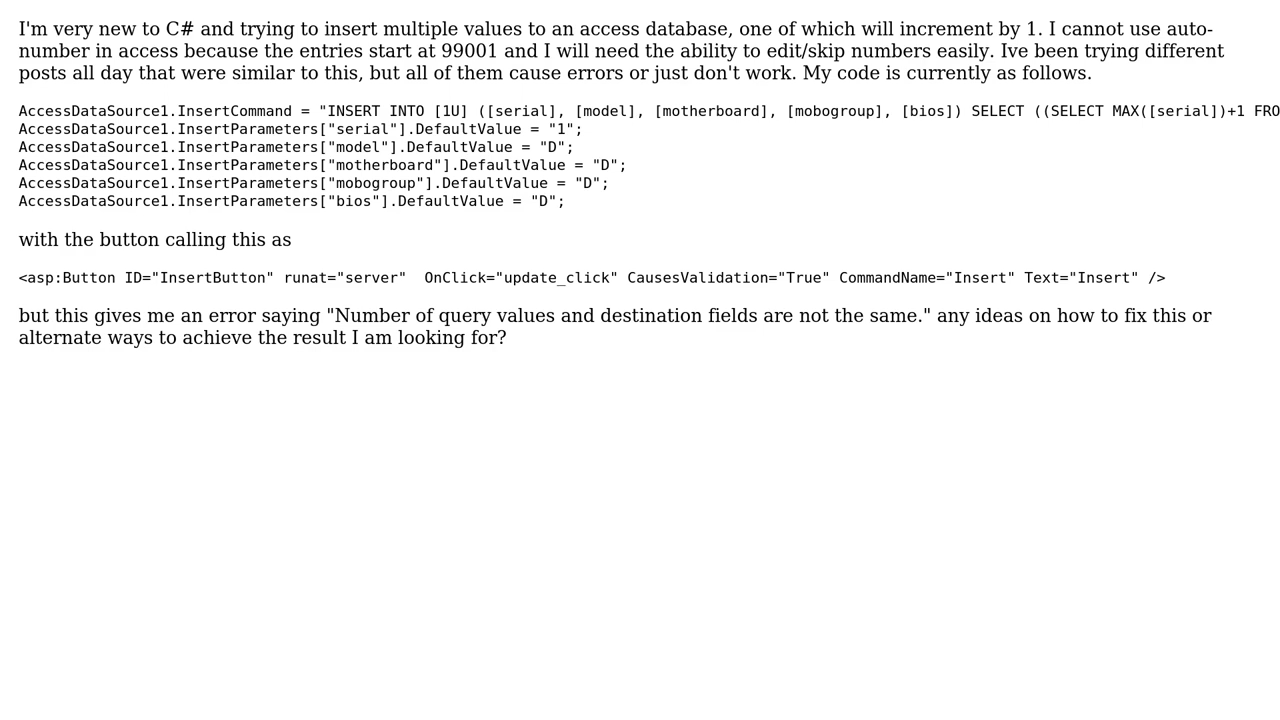 I'm very new to C# and trying to insert multiple values to an access database, one of which will increment by 1. I cannot use auto-
number in access because the entries start at 99001 and I will need the ability to edit/skip numbers easily. Ive been trying different
posts all day that were similar to this, but all of them cause errors or just don't work. My code is currently as follows.
AccessDataSource1.InsertCommand = "INSERT INTO [1U] ([serial], [model], [motherboard], [mobogroup], [bios]) SELECT ((SELECT MAX([serial])+1 FRO
AccessDataSource1.InsertParameters["serial"].DefaultValue = "1";
AccessDataSource1.InsertParameters["model"].DefaultValue = "D";
AccessDataSource1.InsertParameters["motherboard"].DefaultValue = "D";
AccessDataSource1.InsertParameters["mobogroup"].DefaultValue = "D";
AccessDataSource1.InsertParameters["bios"].DefaultValue = "D";
with the button calling this as
<asp:Button ID="InsertButton" runat="server"  OnClick="update_click" CausesValidation="True" CommandName="Insert" Text="Insert" />
but this gives me an error saying "Number of query values and destination fields are not the same." any ideas on how to fix this or
alternate ways to achieve the result I am looking for?